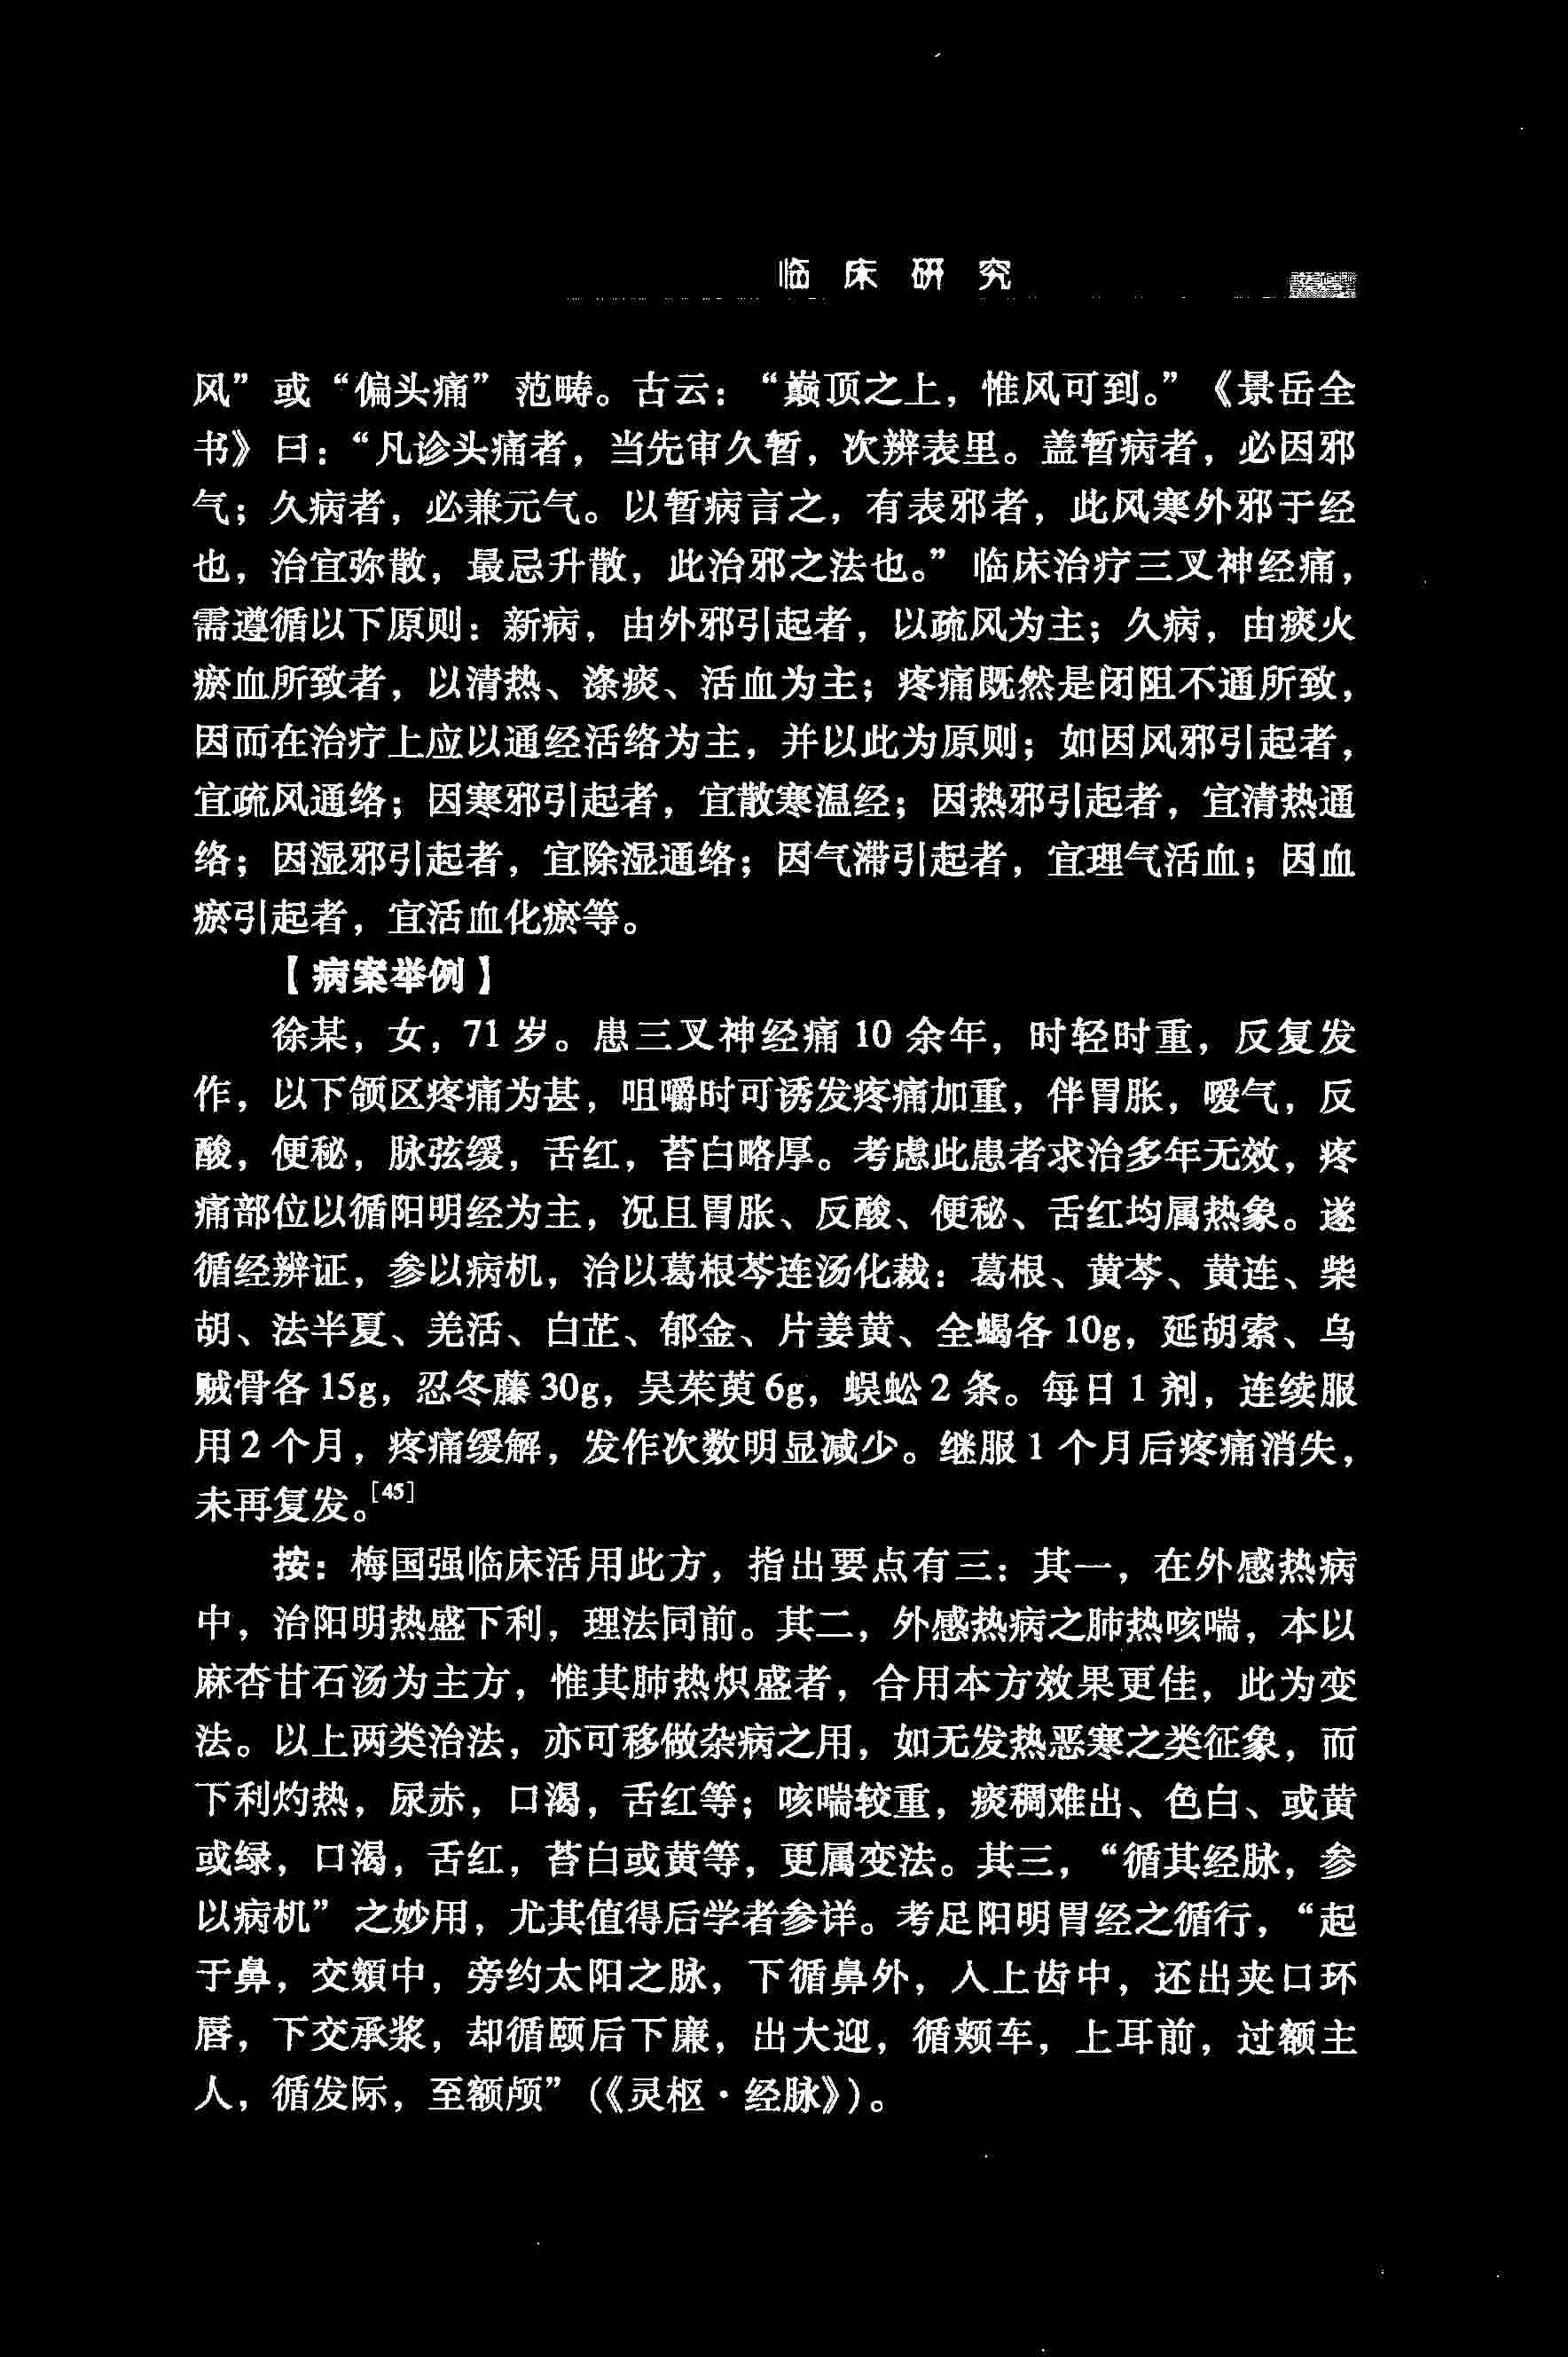 临床研究
风”或“偏头痛”范畴。古云：“巅顶之上，惟风可到。”《景岳全
书》曰：“凡诊头痛者，当先审久暂，次辨表里。盖暂病者，必因邪
气；久病者，必兼元气。以暂病言之，有表邪者，此风寒外邪于经
也，治宜弥散，最忌升散，此治邪之法也。”临床治疗三叉神经痛，
需遵循以下原则：新病，由外邪引起者，以疏风为主；久病，由痰火
瘀血所致者，以清热、涤痰、活血为主；疼痛既然是闭阻不通所致，
因而在治疗上应以通经活络为主，并以此为原则；如因风邪引起者，
宜疏风通络；因寒邪引起者，宜散寒温经；因热邪引起者，宜清热通
络；因湿邪引起者，宜除湿通络；因气滞引起者，宜理气活血；因血
瘀引起者，宜活血化瘀等。
【病案举例】
徐某，女，71岁。患三叉神经痛10余年，时轻时重，反复发
作，以下颌区疼痛为甚，咀嚼时可诱发疼痛加重，伴胃胀，嗳气，反
酸，便秘，脉弦缓，舌红，苔白略厚。考虑此患者求治多年无效，疼
痛部位以循阳明经为主，况且胃胀、反酸、便秘、舌红均属热象。遂
循经辨证，参以病机，治以葛根芩连汤化裁：葛根、黄芩、黄连、柴
胡、法半夏、羌活、白芷、郁金、片姜黄、全蝎各10g，延胡索、乌
贼骨各15g，忍冬藤30g，吴茱萸6g，蜈蚣2条。每日1剂，连续服
用2个月，疼痛缓解，发作次数明显减少。继服1个月后疼痛消失，
未再复发。[45]
按：梅国强临床活用此方，指出要点有三：其一，在外感热病
中，治阳明热盛下利，理法同前。其二，外感热病之肺热咳喘，本以
麻杏甘石汤为主方，惟其肺热炽盛者，合用本方效果更佳，此为变
法。以上两类治法，亦可移做杂病之用，如无发热恶寒之类征象，而
下利灼热，尿赤，口渴，舌红等；咳喘较重，痰稠难出、色白、或黄
或绿，口渴，舌红，苔白或黄等，更属变法。其三，“循其经脉，参
以病机”之妙用，尤其值得后学者参详。考足阳明胃经之循行，“起
于鼻，交頞中，旁约太阳之脉，下循鼻外，入上齿中，还出夹口环
唇，下交承浆，却循颐后下廉，出大迎，循颊车，上耳前，过额主
人，循发际，至额颅”（《灵枢·经脉》）。